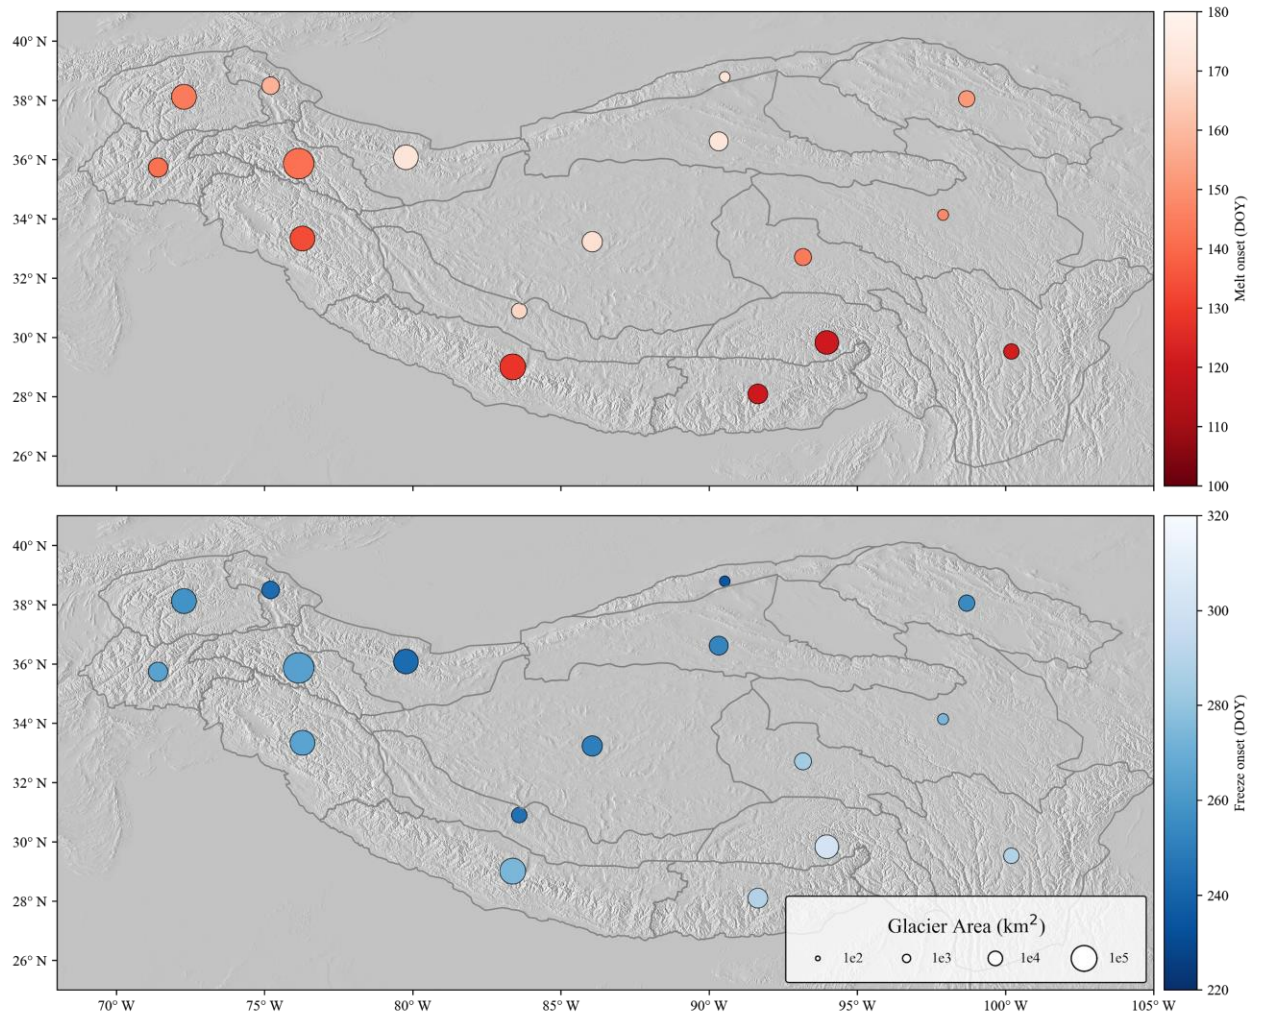 40° N
38° N
36° N
34° N
32° N
30° N
28° N
26° N
180
170
160
150
140
130
120
110
100
Melt onset (DOY)
40° N
38° N
36° N
34° N
32° N
30° N
28° N
26° N
70° W
75° W
80° W
85° W
90° W
95° W
100° W
105° W
Glacier Area (km²)
1e2 1e3 1e4 1e5
320
300
280
260
240
220
Freeze onset (DOY)